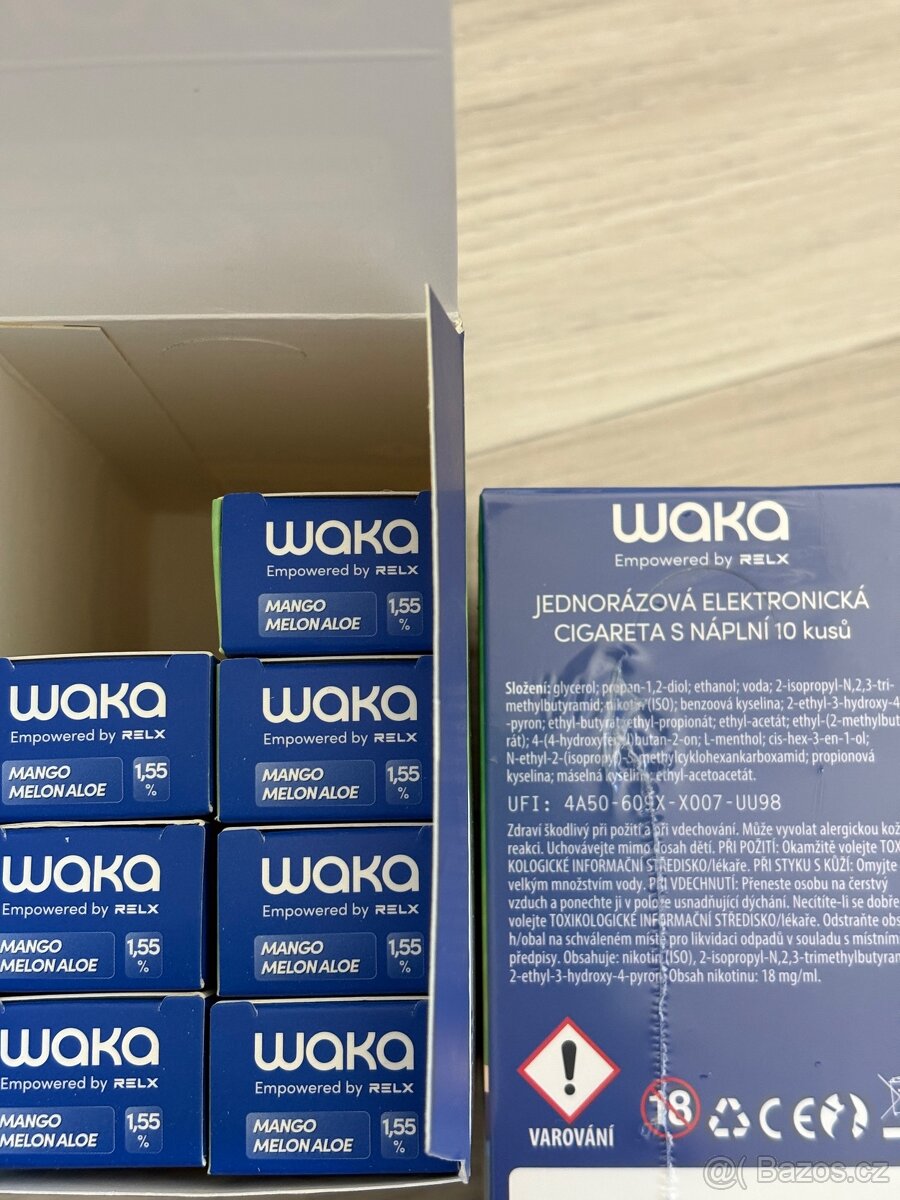 waka
Empowered by RELX
MANGO
MELON ALOE
1,55
%
waka
Empowered by RELX
MANGO
MELON ALOE
1,55
%
waka
Empowered by RELX
MANGO
MELON ALOE
1,55
%
waka
Empowered by RELX
MANGO
MELON ALOE
1,55
%
waka
Empowered by RELX
MANGO
MELON ALOE
1,55
%
waka
Empowered by RELX
MANGO
MELON ALOE
1,55
%
waka
Empowered by RELX
MANGO
MELON ALOE
1,55
%
waka
Empowered by RELX
JEDNORÁZOVÁ ELEKTRONICKÁ
CIGARETA S NÁPLNÍ 10 kusů
Složení: glycerol; propan-1,2-diol; ethanol; voda; 2-isopropyl-N,2,3-tri-
methylbutyramid; nikotin (ISO); benzoová kyselina; 2-ethyl-3-hydroxy-4
-pyron; ethyl-butyrát; ethyl-propionát; ethyl-acetát; ethyl-(2-methylbut
rát); butan-2-on; L-menthol; cis-hex-3-en-1-ol;
kyselina; máselná kyselina; ethyl-acetoacetát.
UFI: X007-UU98
Zdraví škodlivý při požití a při vdechování. Může vyvolat alergickou kož
reakci. Uchovávejte mimo dosah dětí. PŘI POŽITÍ: Okamžitě volejte TOX
KOLOGICKÉ INFORMAČNÍ STŘEDISKO/lékaře. PŘI STYKU S KŮŽÍ: Omyjte
velkým množstvím vody. PŘI VDECHNUTÍ: Přeneste osobu na čerstvý
vzduch a ponechte ji v poloze usnadňující dýchání. Necítíte-li se dobře
volejte TOXIKOLOGICKÉ INFORMAČNÍ STŘEDISKO/lékaře. Odstraňte obs
h/obal na schváleném místě pro likvidaci odpadů v souladu s místním
předpisy. Obsahuje: nikotin (ISO), 2-isopropyl-N,2,3-trimethylbutyran
2-ethyl-3-hydroxy-4-pyron. Obsah nikotinu: 18 mg/ml.
VAROVÁNÍ
18
CE
@( Bazos.cz